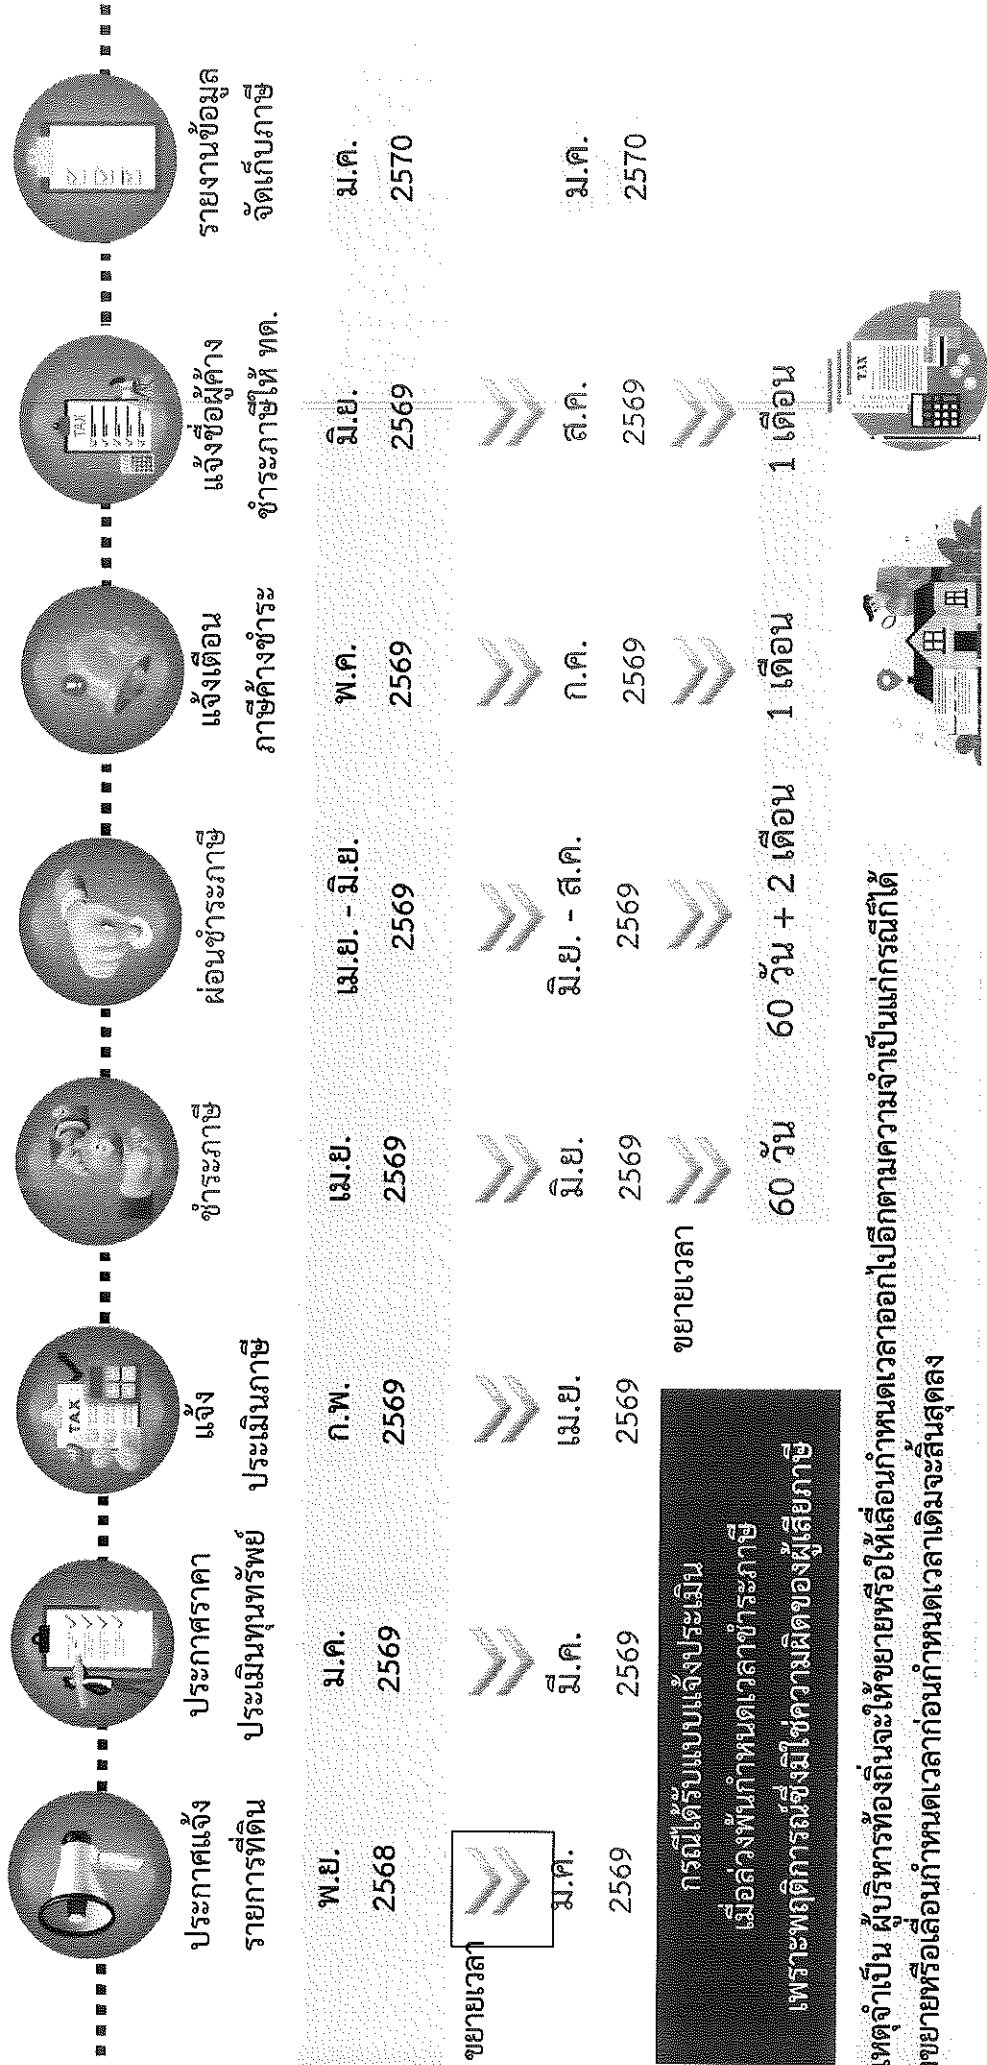 ประกาศแจ้ง
รายการที่ดิน
ประกาศราคา
ประเมินทุนทรัพย์
แจ้ง
ประเมินภาษี
ชำระภาษี
ผ่อนชำระภาษี
แจ้งเตือน
ภาษีค้างชำระ
แจ้งชื่อผู้ค้าง
ชำระภาษีให้ ทด.
รายงานข้อมูล
จัดเก็บภาษี
TAX
TAX
พ.ย.
2568
ม.ค.
2569
ก.พ.
2569
เม.ย.
2569
เม.ย. - มิ.ย.
2569
พ.ค.
2569
มิ.ย.
2569
ม.ค.
2570
ขยายเวลา
ม.ค.
2569
มี.ค.
2569
เม.ย.
2569
มิ.ย.
2569
มิ.ย. - ส.ค.
2569
ก.ค.
2569
ส.ค.
2569
ม.ค.
2570
กรณีได้รับแบบแจ้งประเมิน
เมื่อล่วงพ้นกำหนดเวลาชำระภาษี
เพราะพฤติการณ์ซึ่งมิใช่ความผิดของผู้เสียภาษี
ขยายเวลา
60 วัน
60 วัน + 2 เดือน
1 เดือน
1 เดือน
TAX
เหตุจำเป็น ผู้บริหารท้องถิ่นจะให้ขยายหรือให้เลื่อนกำหนดเวลาออกไปอีกตามความจำเป็นแก่กรณีก็ได้
ขยายหรือเลื่อนกำหนดเวลาก่อนกำหนดเวลาเดิมจะสิ้นสุดลง